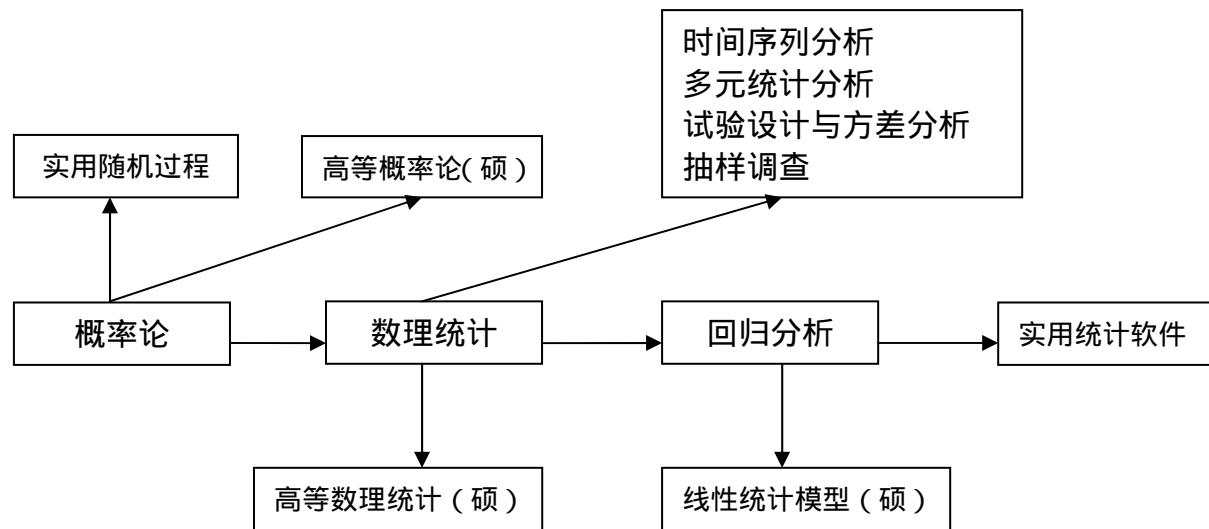 时间序列分析
多元统计分析
试验设计与方差分析
抽样调查
实用随机过程
高等概率论(硕)
概率论
数理统计
回归分析
实用统计软件
高等数理统计(硕)
线性统计模型(硕)